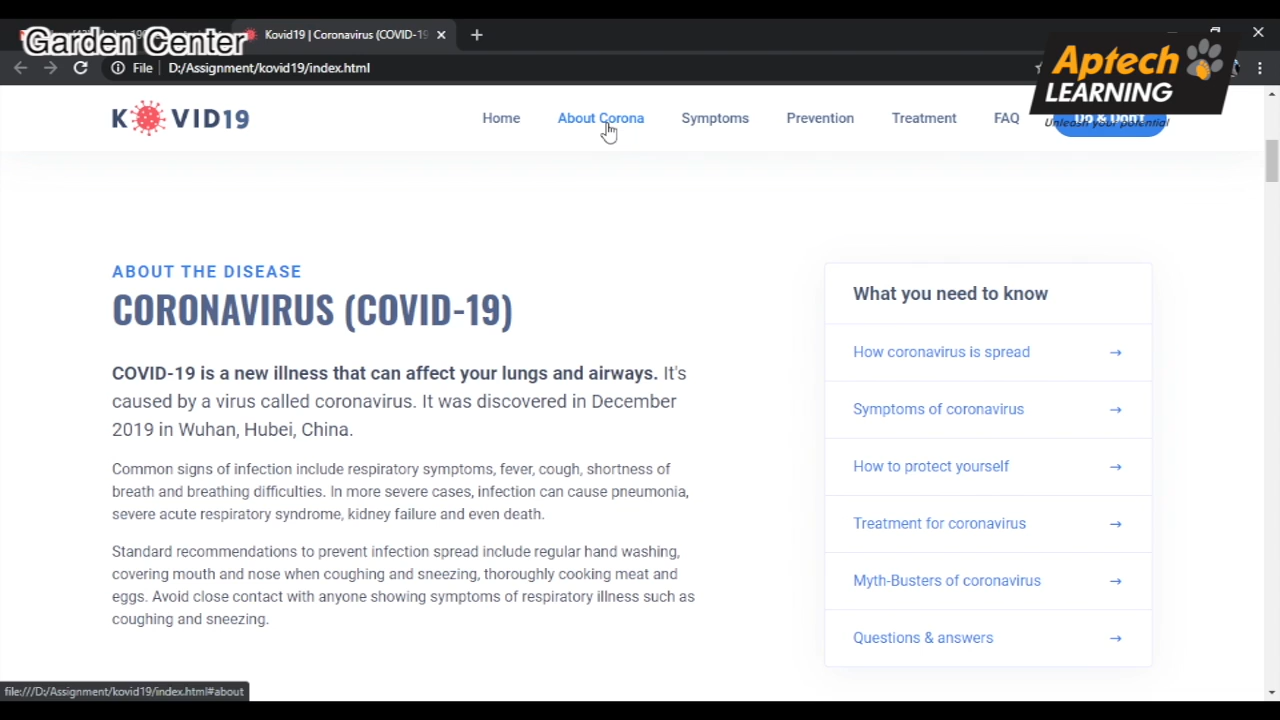 Garden Center
Kovid19 | Coronavirus (COVID-19
File
D:/Assignment/kovid19/index.html
Aptech
LEARNING
Unleash your potential
K VID19
Home
About Corona
Symptoms
Prevention
Treatment
FAQ
Do & Don't
ABOUT THE DISEASE
CORONAVIRUS (COVID-19)
COVID-19 is a new illness that can affect your lungs and airways. It's
caused by a virus called coronavirus. It was discovered in December
2019 in Wuhan, Hubei, China.
Common signs of infection include respiratory symptoms, fever, cough, shortness of
breath and breathing difficulties. In more severe cases, infection can cause pneumonia,
severe acute respiratory syndrome, kidney failure and even death.
Standard recommendations to prevent infection spread include regular hand washing,
covering mouth and nose when coughing and sneezing, thoroughly cooking meat and
eggs. Avoid close contact with anyone showing symptoms of respiratory illness such as
coughing and sneezing.
What you need to know
How coronavirus is spread
Symptoms of coronavirus
How to protect yourself
Treatment for coronavirus
Myth-Busters of coronavirus
Questions & answers
file:///D:/Assignment/kovid19/index.html#about